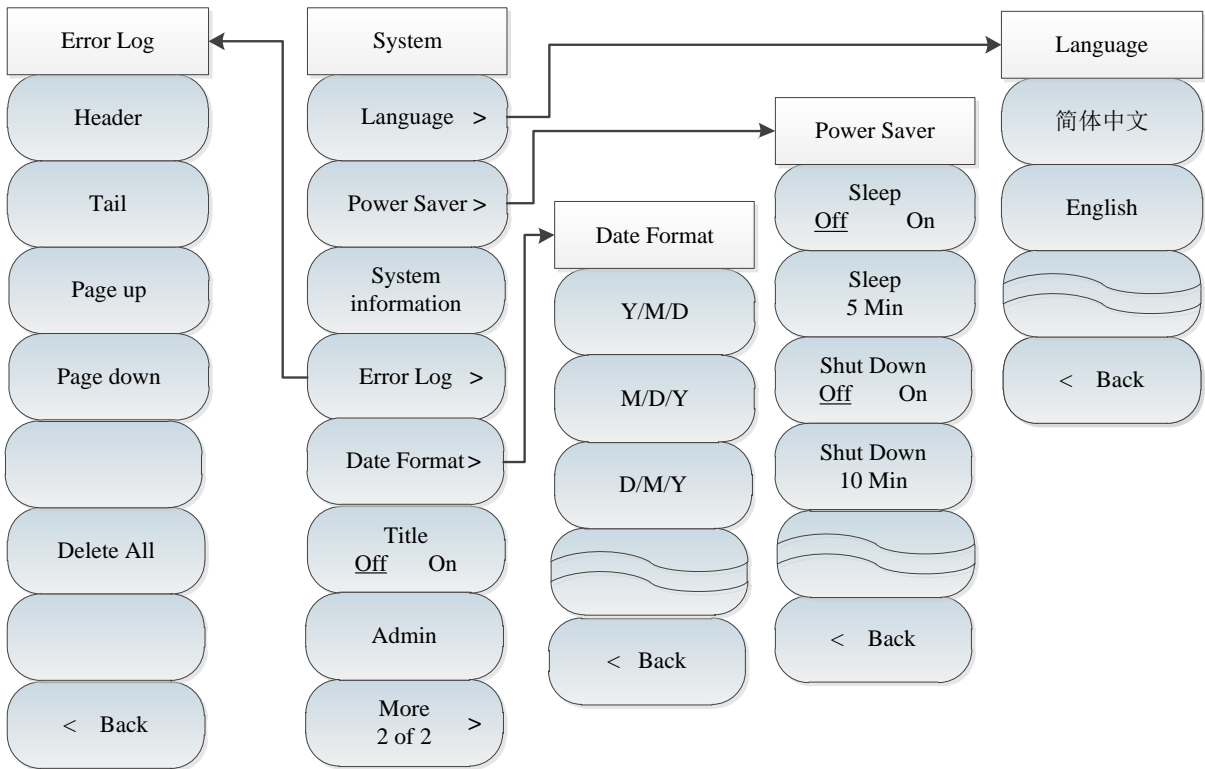 Error Log
Header
Tail
Page up
Page down
Delete All
< Back
System
Language >
Power Saver >
System
information
Error Log >
Date Format >
Title
Off On
Admin
More >
2 of 2
Date Format
Y/M/D
M/D/Y
D/M/Y
< Back
Power Saver
Sleep
Off On
Sleep
5 Min
Shut Down
Off On
Shut Down
10 Min
< Back
Language
简体中文
English
< Back